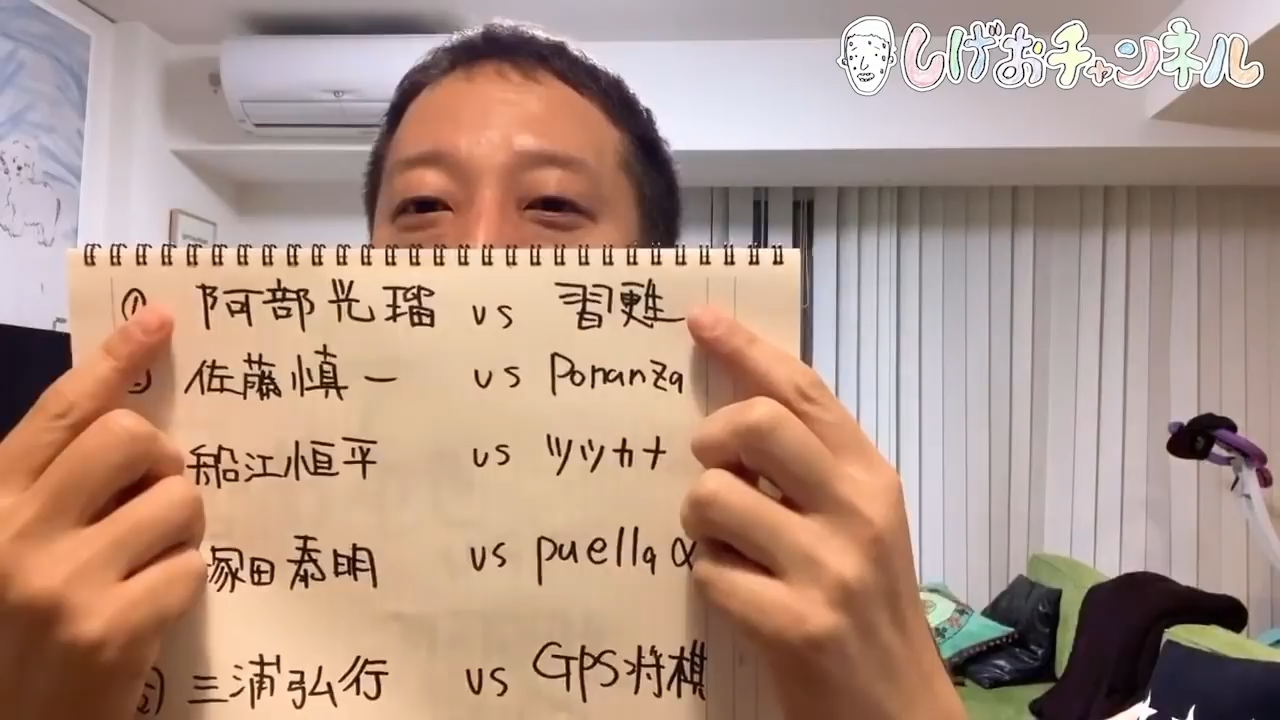 しげおチャンネル
① 阿部光瑠 vs 習甦
佐藤慎一 vs Ponanza
船江恒平 vs ツツカナ
塚田泰明 vs puella α
⑤ 三浦弘行 vs GPS将棋